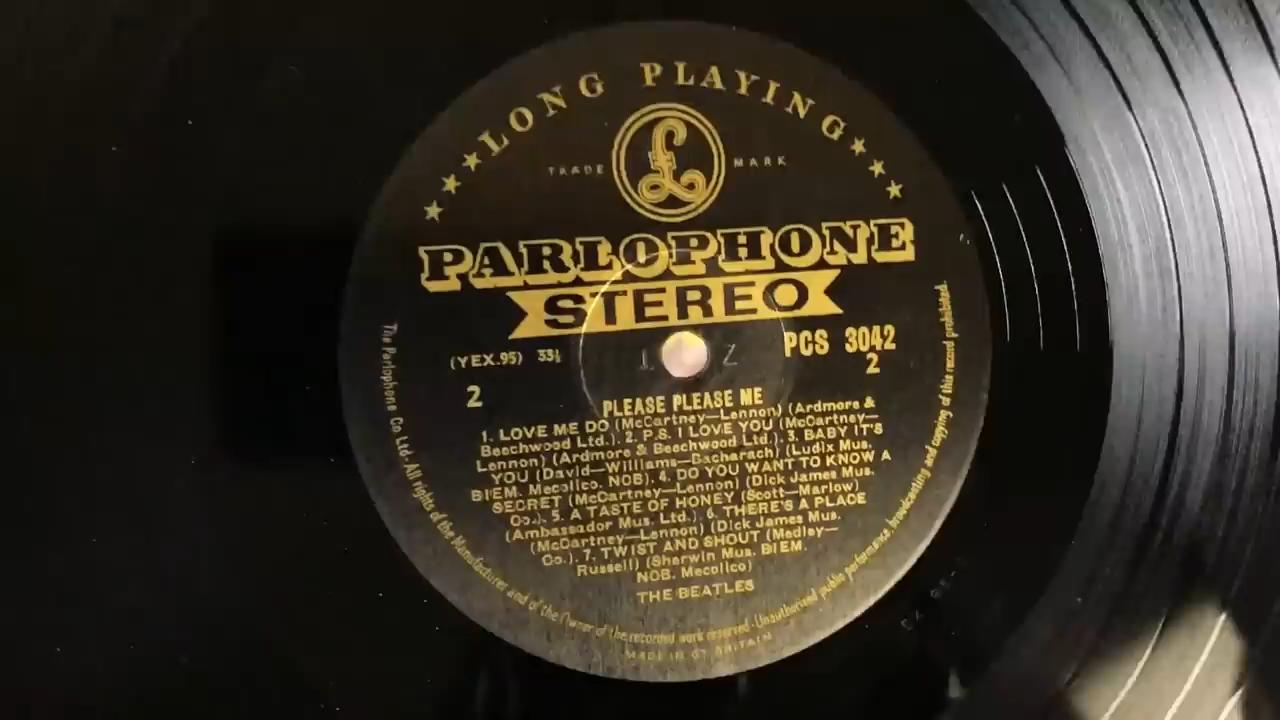 LONG PLAYING
TRADE £ MARK
PARLOPHONE
STEREO
(YEX.95) 33⅓
PCS 3042
2
2
PLEASE PLEASE ME
1. LOVE ME DO (McCartney—Lennon) (Ardmore &
Beechwood Ltd.). 2. P.S. I LOVE YOU (McCartney—
Lennon) (Ardmore & Beechwood Ltd.). 3. BABY IT'S
YOU (David—Williams—Bacharach) (Ludix Mus.
BIEM. Mecolico. NOB). 4. DO YOU WANT TO KNOW A
SECRET (McCartney—Lennon) (Dick James Mus.
Co.). 5. A TASTE OF HONEY (Scott—Marlow)
(Ambassador Mus. Ltd.) 6. THERE'S A PLACE
(McCartney—Lennon) (Dick James Mus.
Co.). 7. TWIST AND SHOUT (Medley—
Russell) (Sherwin Mus. BIEM.
NOB. Mecolico)
THE BEATLES
The Parlophone Co. Ltd. All rights of the Manufacturer and of the Owner of the recorded work reserved · Unauthorized public performance, broadcasting and copying of this record prohibited.
MADE IN GT BRITAIN